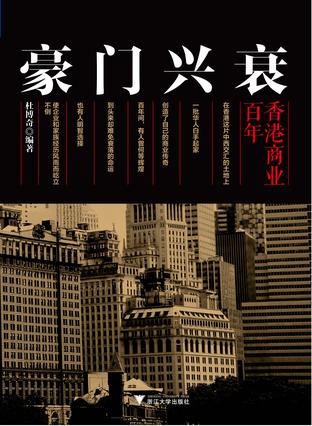 豪门兴衰
香港商业
百年
在香港这片中西交汇的土地上
一批华人白手起家
创造了自己的商业传奇
百年间，有人曾何等辉煌
到头来却难免衰落的命运
也有人明智选择
使企业和家族经历风雨而屹立
不倒
杜博奇◎编著
浙江大学出版社